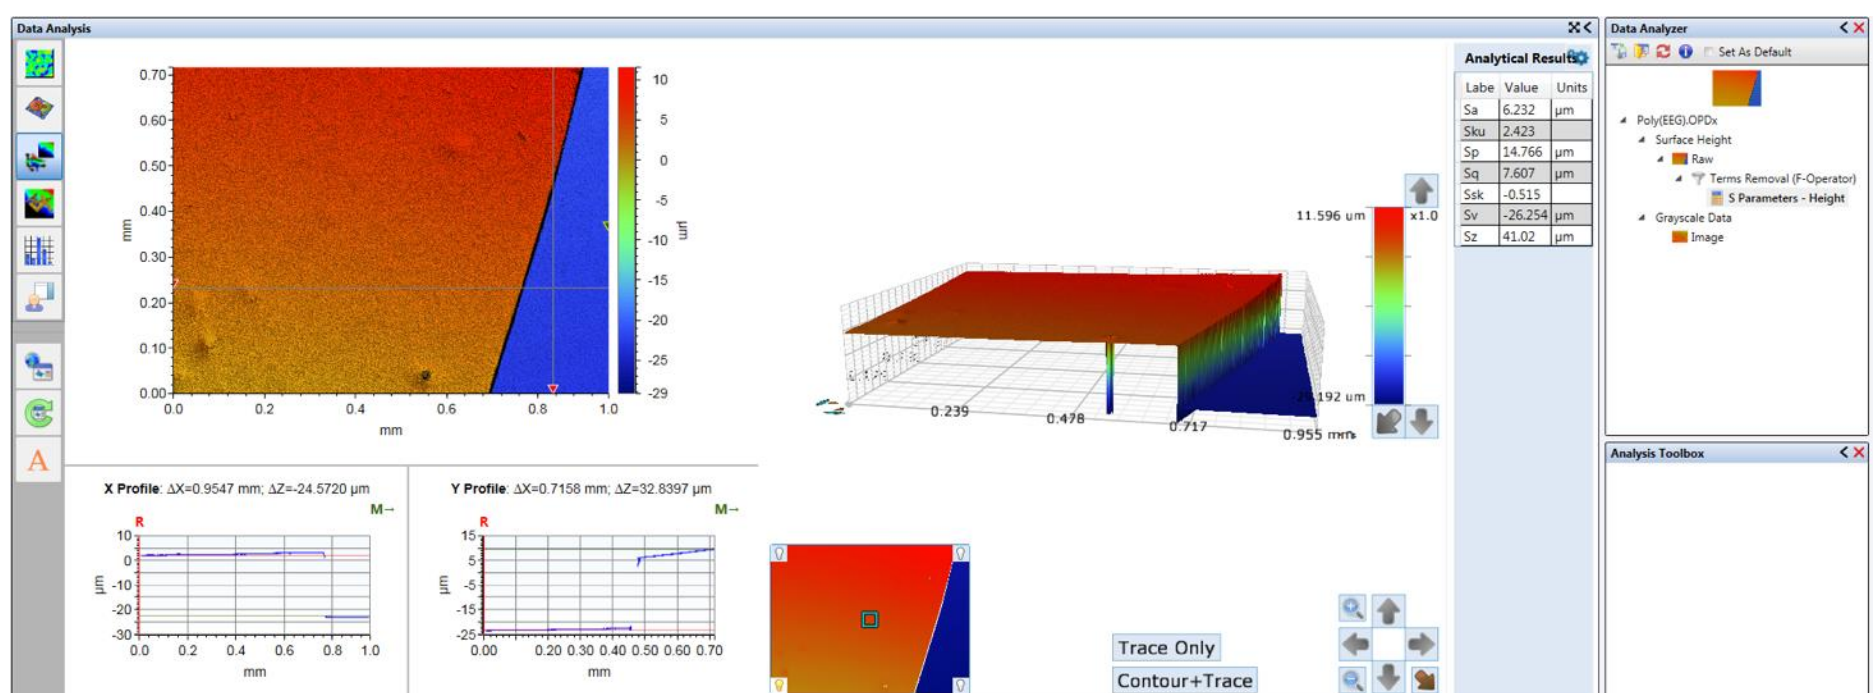 Data Analysis
0.70
0.60
0.50
0.40
0.30
0.20
0.10
0.00
mm
0.0 0.2 0.4 0.6 0.8 1.0
mm
10
5
0
-5
-10
-15
-20
-25
-29
µm
11.596 um
x1.0
192 um
0.239
0.478
0.717
0.955 mm
Analytical Results
Labe Value Units
Sa 6.232 µm
Sku 2.423
Sp 14.766 µm
Sq 7.607 µm
Ssk -0.515
Sv -26.254 µm
Sz 41.02 µm
Data Analyzer
Set As Default
Poly(EEG).OPDx
Surface Height
Raw
Terms Removal (F-Operator)
S Parameters - Height
Grayscale Data
Image
Analysis Toolbox
A
X Profile: ΔX=0.9547 mm; ΔZ=-24.5720 µm
M→
R
10
0
-10
-20
-30
µm
0.0 0.2 0.4 0.6 0.8 1.0
mm
Y Profile: ΔX=0.7158 mm; ΔZ=32.8397 µm
M→
R
15
5
-5
-15
-25
µm
0.00 0.20 0.30 0.40 0.50 0.60 0.70
mm
Trace Only
Contour+Trace